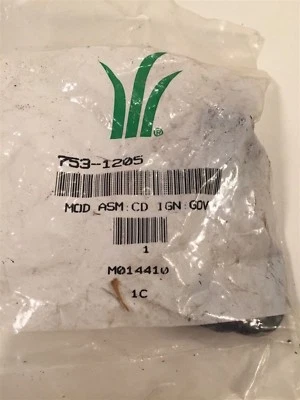 753-1205
MOD ASM:CD IGN:GOV
1
M014410
1C